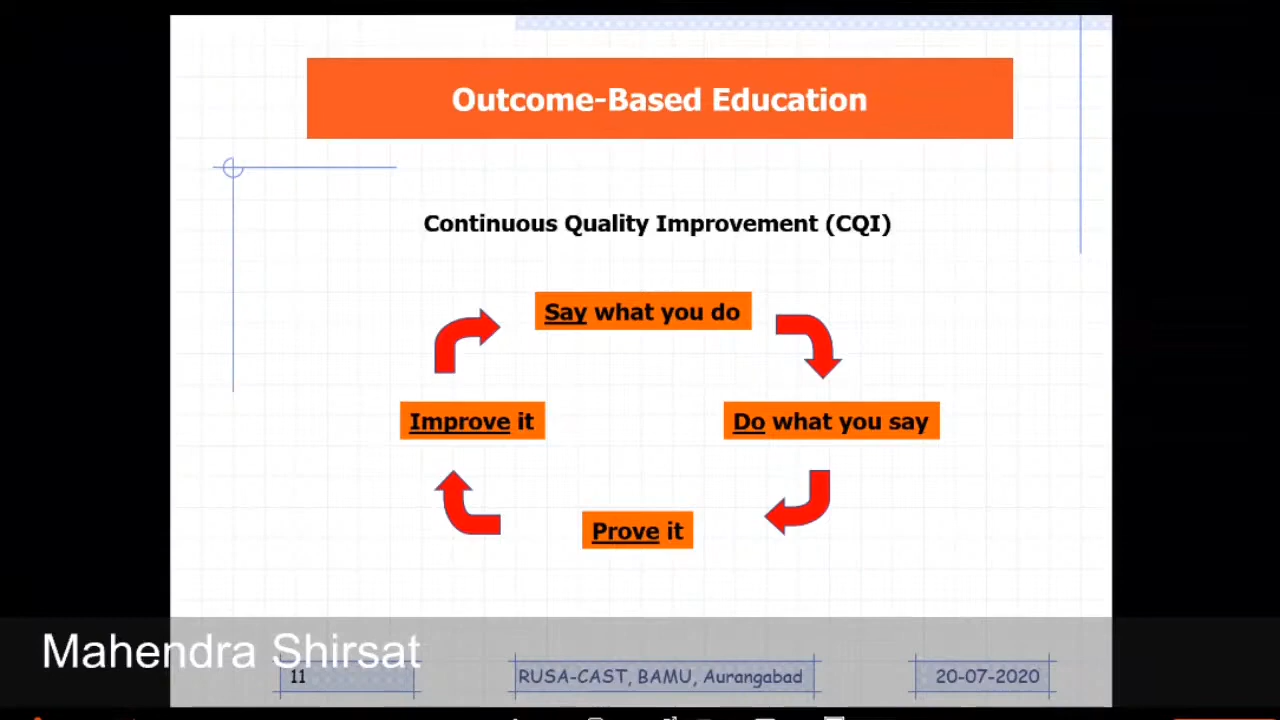 Outcome-Based Education
Continuous Quality Improvement (CQI)
Say what you do
Improve it
Do what you say
Prove it
Mahendra Shirsat
11
RUSA-CAST, BAMU, Aurangabad
20-07-2020